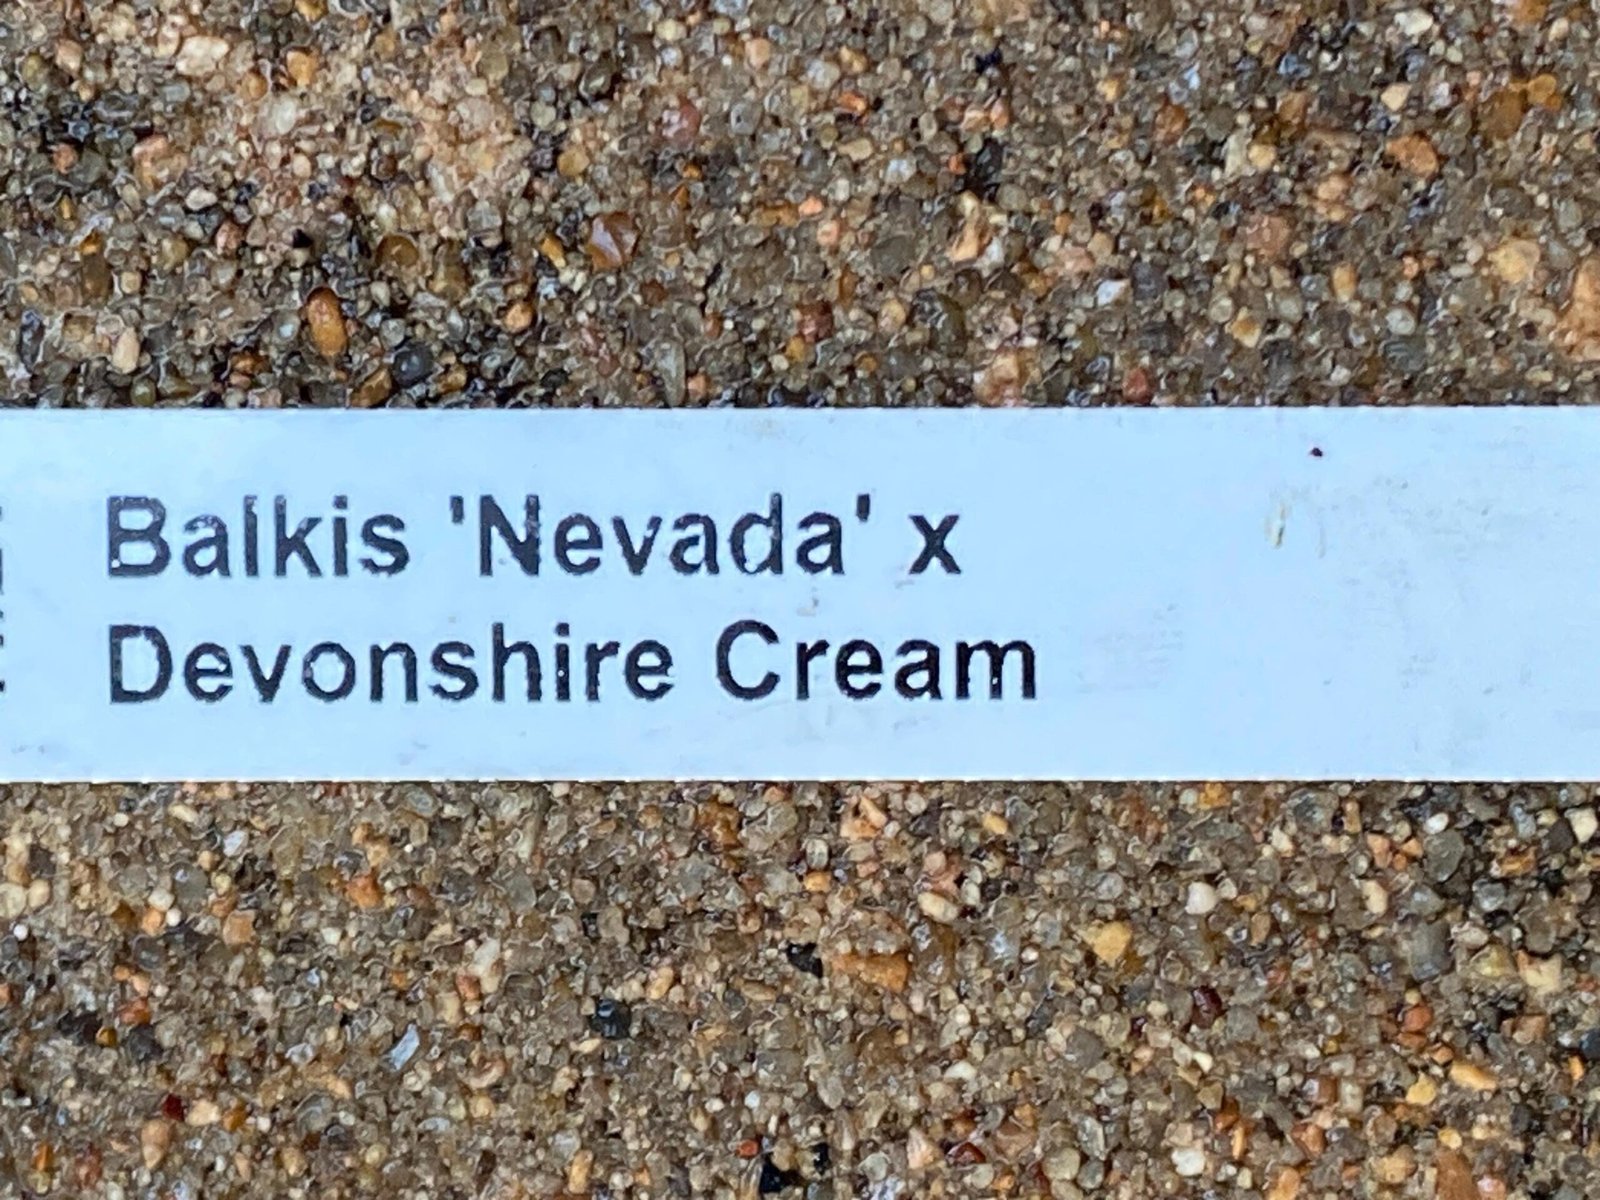 Balkis 'Nevada' x
Devonshire Cream